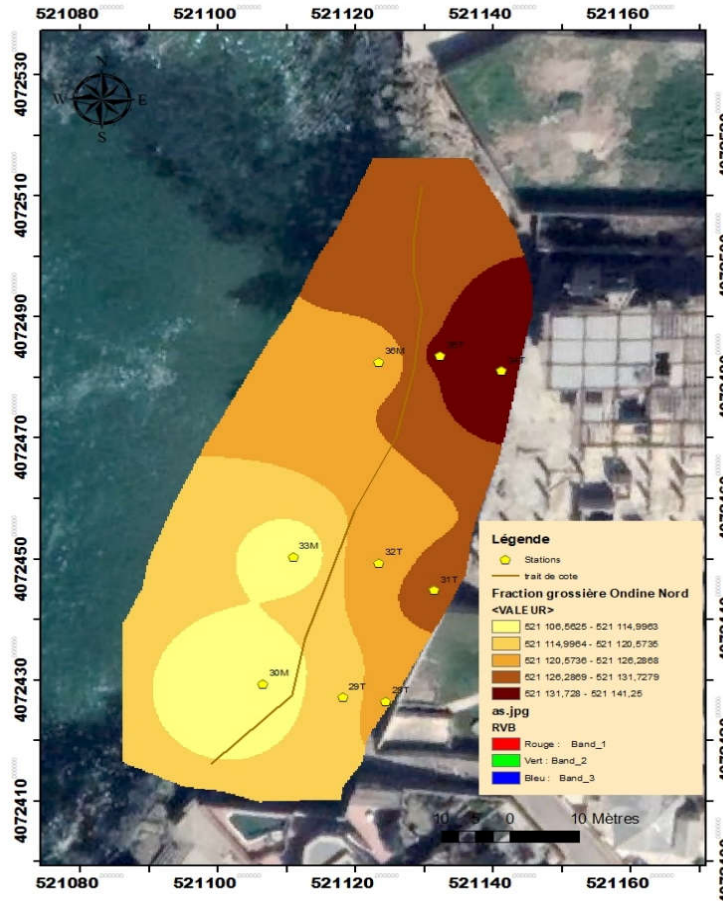 521080 521100 521120 521140 521160
4072530
4072510
4072490
4072470
4072450
4072430
4072410
N
W E
S
36M
33M
32T
31T
30M
29T
Légende
Stations
trait de cote
Fraction grossière Ondine Nord
<VALEUR>
521 106,5625 - 521 114,9963
521 114,9964 - 521 120,5735
521 120,5736 - 521 126,2868
521 126,2869 - 521 131,7279
521 131,728 - 521 141,25
as.jpg
RVB
Rouge : Band_1
Vert : Band_2
Bleu : Band_3
10 5 0 10 Mètres
521080 521100 521120 521140 521160